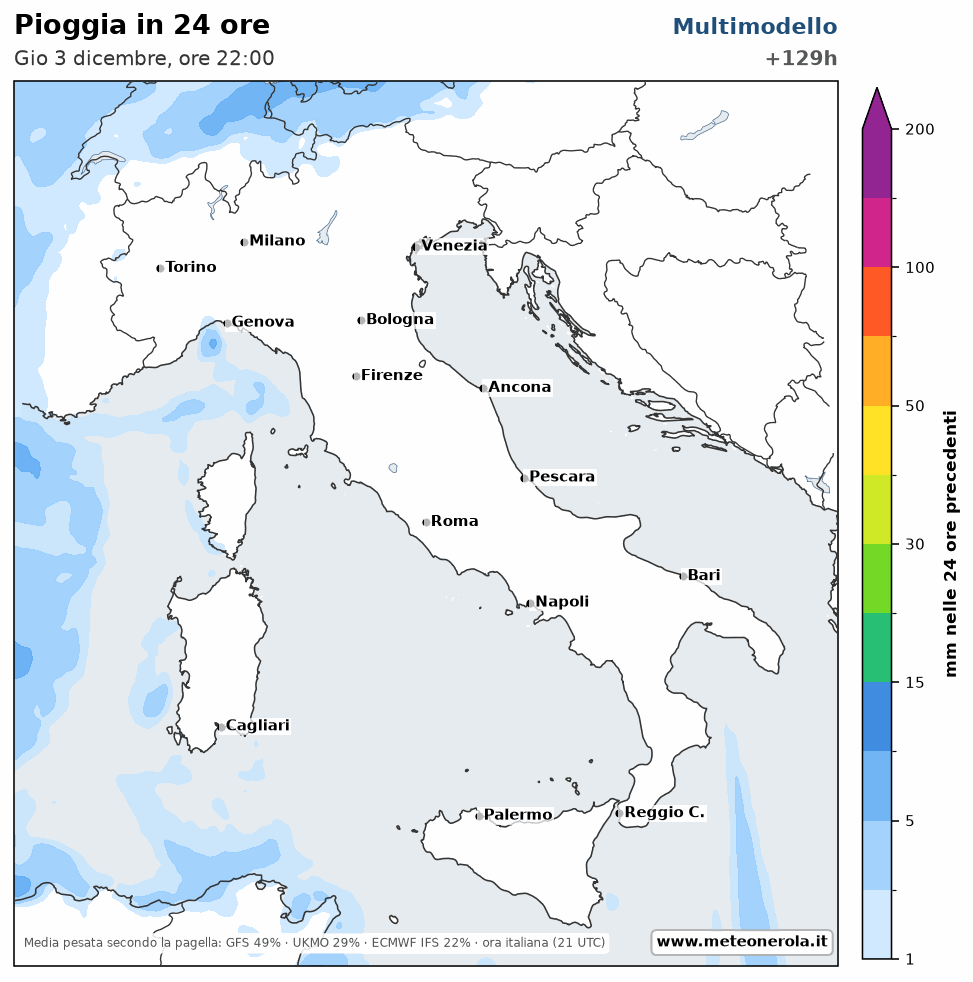 Pioggia in 24 ore
Multimodello
Gio 3 dicembre, ore 22:00
+129h
200
100
50
30
15
5
1
mm nelle 24 ore precedenti
Milano
Venezia
Torino
Genova
Bologna
Firenze
Ancona
Pescara
Roma
Bari
Napoli
Cagliari
Palermo
Reggio C.
Media pesata secondo la pagella: GFS 49% · UKMO 29% · ECMWF IFS 22% · ora italiana (21 UTC)
www.meteonerola.it